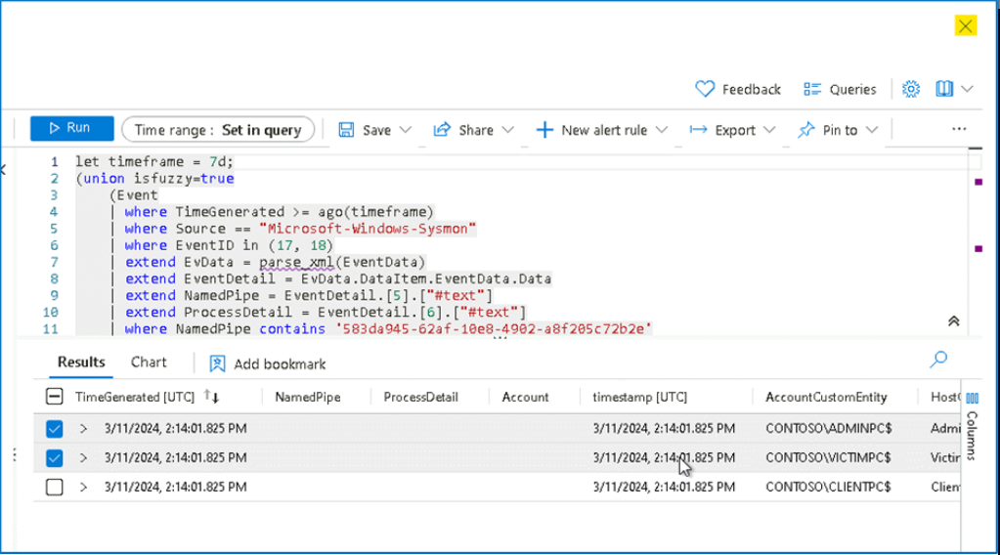 Feedback Queries
Run Time range : Set in query Save Share New alert rule Export Pin to ...
1 let timeframe = 7d;
2 (union isfuzzy=true
3 (Event
4 | where TimeGenerated >= ago(timeframe)
5 | where Source == "Microsoft-Windows-Sysmon"
6 | where EventID in (17, 18)
7 | extend EvData = parse_xml(EventData)
8 | extend EventDetail = EvData.DataItem.EventData.Data
9 | extend NamedPipe = EventDetail.[5].["#text"]
10 | extend ProcessDetail = EventDetail.[6].["#text"]
11 | where NamedPipe contains '583da945-62af-10e8-4902-a8f205c72b2e'
Results Chart Add bookmark
TimeGenerated [UTC] NamedPipe ProcessDetail Account timestamp [UTC] AccountCustomEntity Host
3/11/2024, 2:14:01.825 PM 3/11/2024, 2:14:01.825 PM CONTOSO\ADMINPC$ Admi
3/11/2024, 2:14:01.825 PM 3/11/2024, 2:14:01.825 PM CONTOSO\VICTIMPC$ Victi
3/11/2024, 2:14:01.825 PM 3/11/2024, 2:14:01.825 PM CONTOSO\CLIENTPC$ Clien
Columns